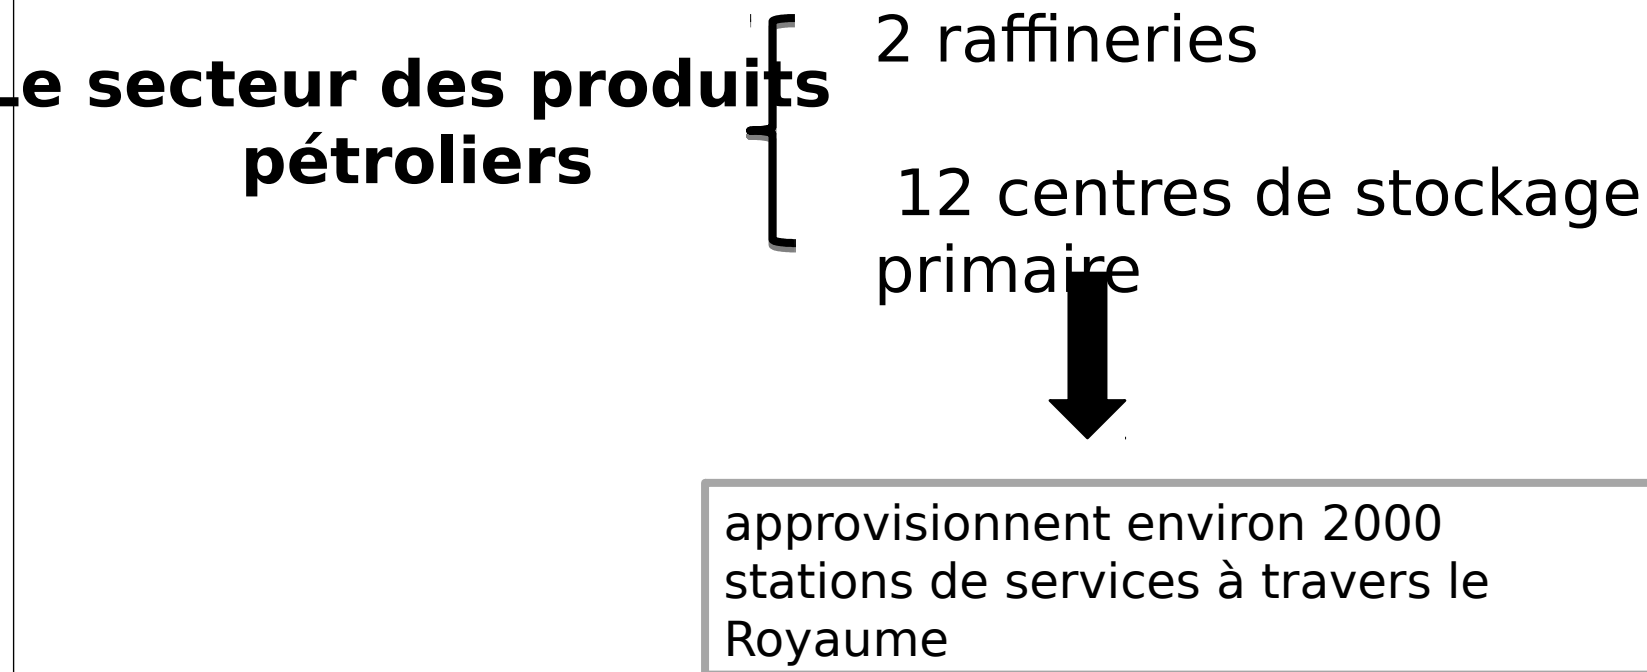 Le secteur des produits
pétroliers
2 raffineries
12 centres de stockage
primaire
approvisionnent environ 2000
stations de services à travers le
Royaume